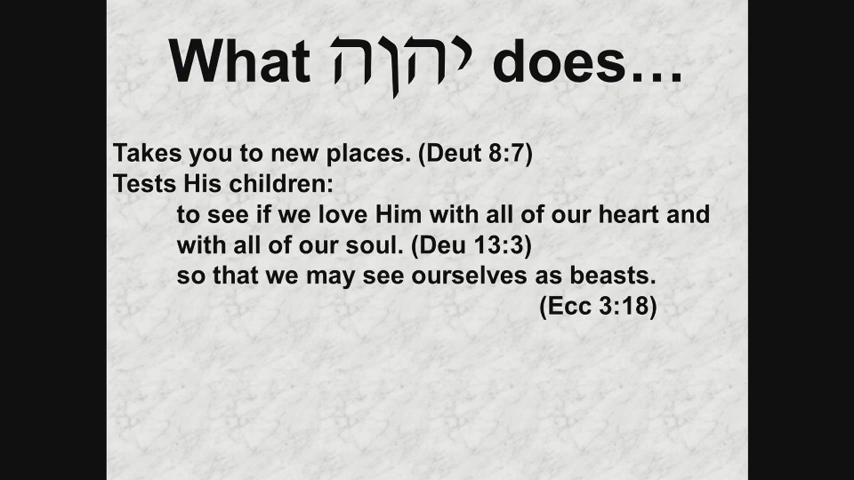 What יהוה does…
Takes you to new places. (Deut 8:7)
Tests His children:
to see if we love Him with all of our heart and
with all of our soul. (Deu 13:3)
so that we may see ourselves as beasts.
(Ecc 3:18)